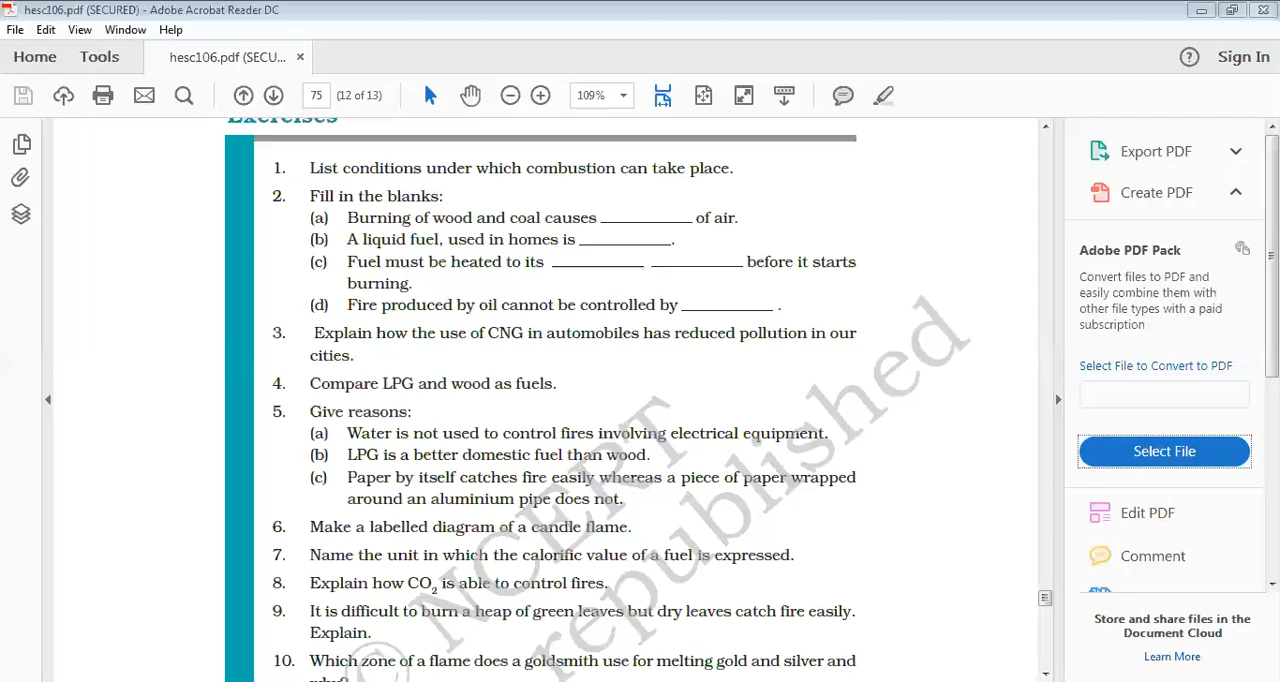 hesc106.pdf (SECURED) - Adobe Acrobat Reader DC
File Edit View Window Help
Home Tools hesc106.pdf (SECU... × ? Sign In
75 (12 of 13) 109%
Exercises
1. List conditions under which combustion can take place.
2. Fill in the blanks:
(a) Burning of wood and coal causes ___________ of air.
(b) A liquid fuel, used in homes is ___________.
(c) Fuel must be heated to its ___________ ___________ before it starts
burning.
(d) Fire produced by oil cannot be controlled by ___________ .
3. Explain how the use of CNG in automobiles has reduced pollution in our
cities.
4. Compare LPG and wood as fuels.
5. Give reasons:
(a) Water is not used to control fires involving electrical equipment.
(b) LPG is a better domestic fuel than wood.
(c) Paper by itself catches fire easily whereas a piece of paper wrapped
around an aluminium pipe does not.
6. Make a labelled diagram of a candle flame.
7. Name the unit in which the calorific value of a fuel is expressed.
8. Explain how CO₂ is able to control fires.
9. It is difficult to burn a heap of green leaves but dry leaves catch fire easily.
Explain.
10. Which zone of a flame does a goldsmith use for melting gold and silver and
why?
© NCERT
republished
Export PDF
Create PDF
Adobe PDF Pack
Convert files to PDF and
easily combine them with
other file types with a paid
subscription
Select File to Convert to PDF
Select File
Edit PDF
Comment
Store and share files in the
Document Cloud
Learn More